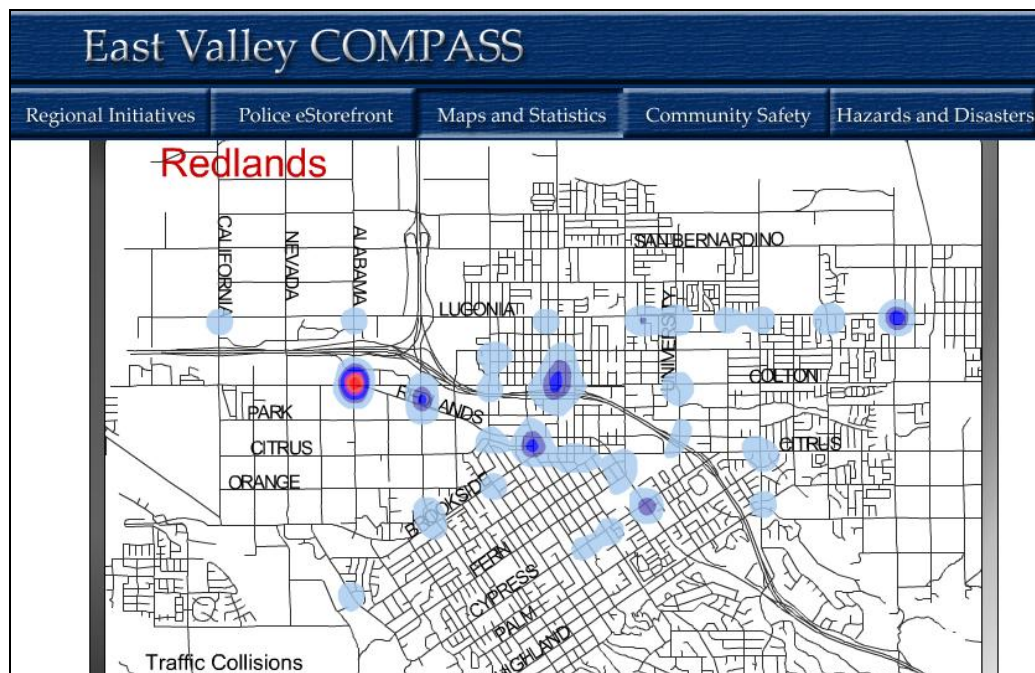 East Valley COMPASS
Regional Initiatives
Police eStorefront
Maps and Statistics
Community Safety
Hazards and Disasters
Redlands
CALIFORNIA
NEVADA
ALABAMA
SAN BERNARDINO
LUGONIA
UNIVERSITY
COLTON
REDLANDS
PARK
CITRUS
CITRUS
ORANGE
BROOKSIDE
FERN
CYPRESS
PALM
HIGHLAND
Traffic Collisions